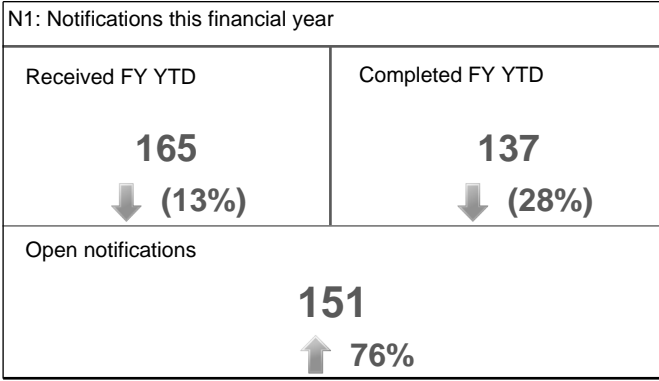 N1: Notifications this financial year
Received FY YTD
165
(13%)
Completed FY YTD
137
(28%)
Open notifications
151
76%